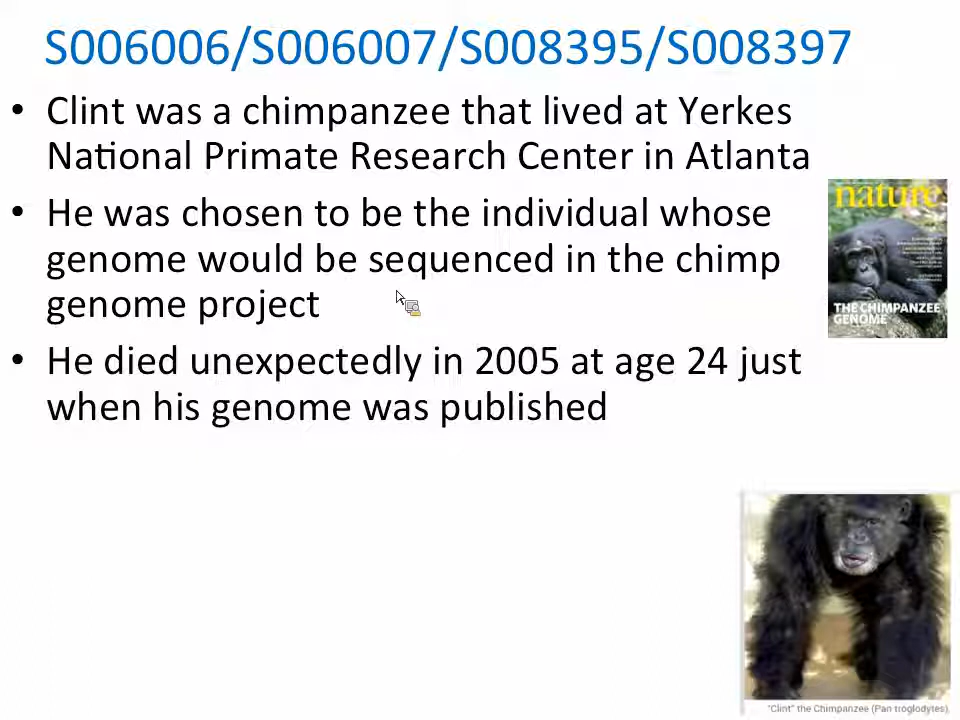 S006006/S006007/S008395/S008397
• Clint was a chimpanzee that lived at Yerkes
National Primate Research Center in Atlanta
• He was chosen to be the individual whose
genome would be sequenced in the chimp
genome project
• He died unexpectedly in 2005 at age 24 just
when his genome was published
nature
THE CHIMPANZEE
GENOME
"Clint" the Chimpanzee (Pan troglodytes).